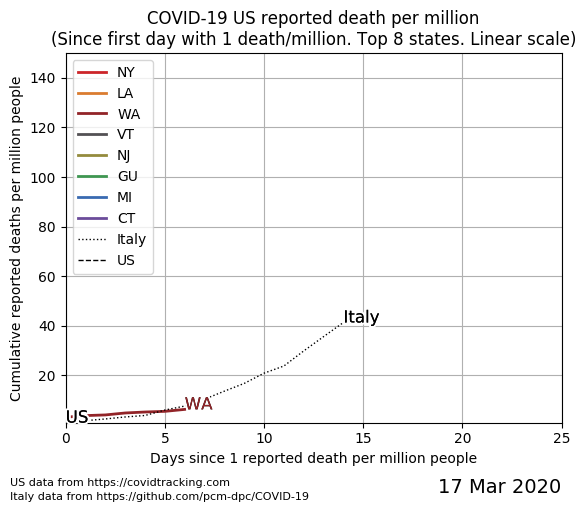 COVID-19 US reported death per million
(Since first day with 1 death/million. Top 8 states. Linear scale)
Cumulative reported deaths per million people
140
120
100
80
60
40
20
NY
LA
WA
VT
NJ
GU
MI
CT
Italy
US
Italy
WA
US
0
5
10
15
20
25
Days since 1 reported death per million people
US data from https://covidtracking.com
Italy data from https://github.com/pcm-dpc/COVID-19
17 Mar 2020